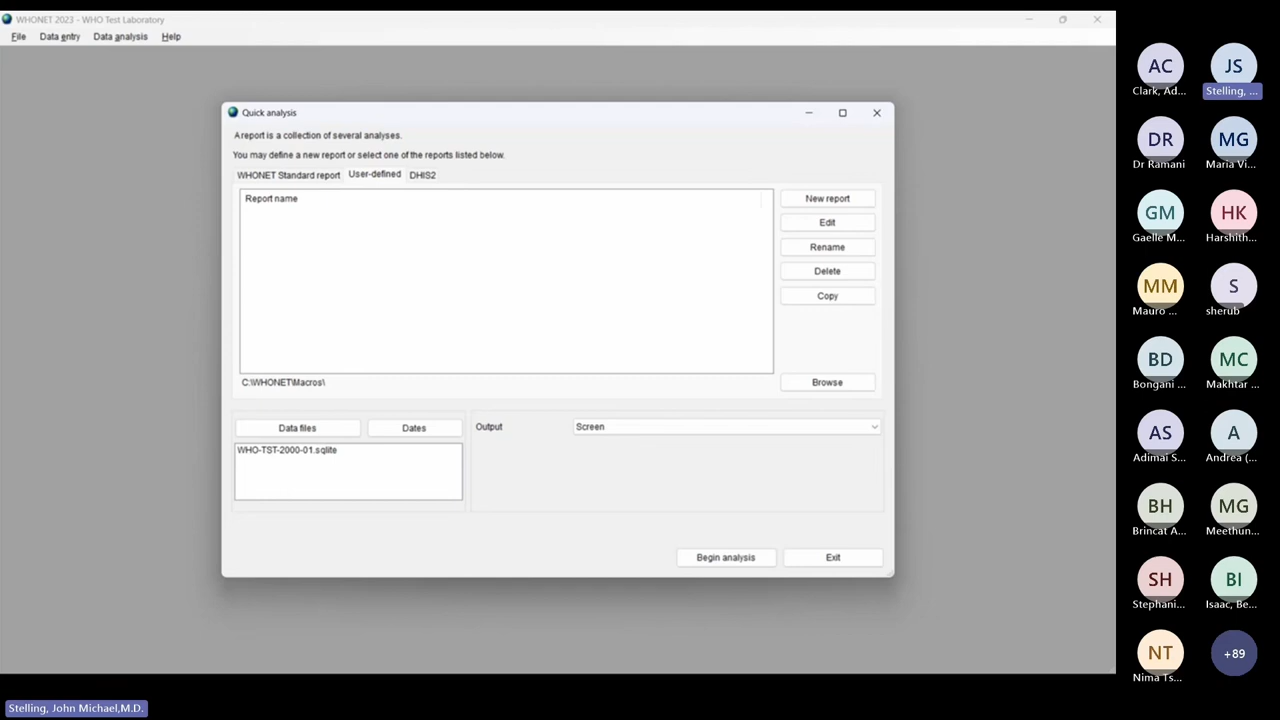 WHONET 2023 - WHO Test Laboratory
File Data entry Data analysis Help
Quick analysis
A report is a collection of several analyses.
You may define a new report or select one of the reports listed below.
WHONET Standard report User-defined DHIS2
Report name
New report
Edit
Rename
Delete
Copy
C:\WHONET\Macros\
Browse
Data files Dates
Output Screen
WHO-TST-2000-01.sqlite
Begin analysis Exit
AC JS
Clark, Ad... Stelling, ...
DR MG
Dr Ramani Maria Vi...
GM HK
Gaelle M... Harshith...
MM S
Mauro ... sherub
BD MC
Bongani ... Makhtar ...
AS A
Adimai S... Andrea (...
BH MG
Brincat A... Meethun...
SH BI
Stephani... Isaac, Be...
NT +89
Nima Ts...
Stelling, John Michael,M.D.